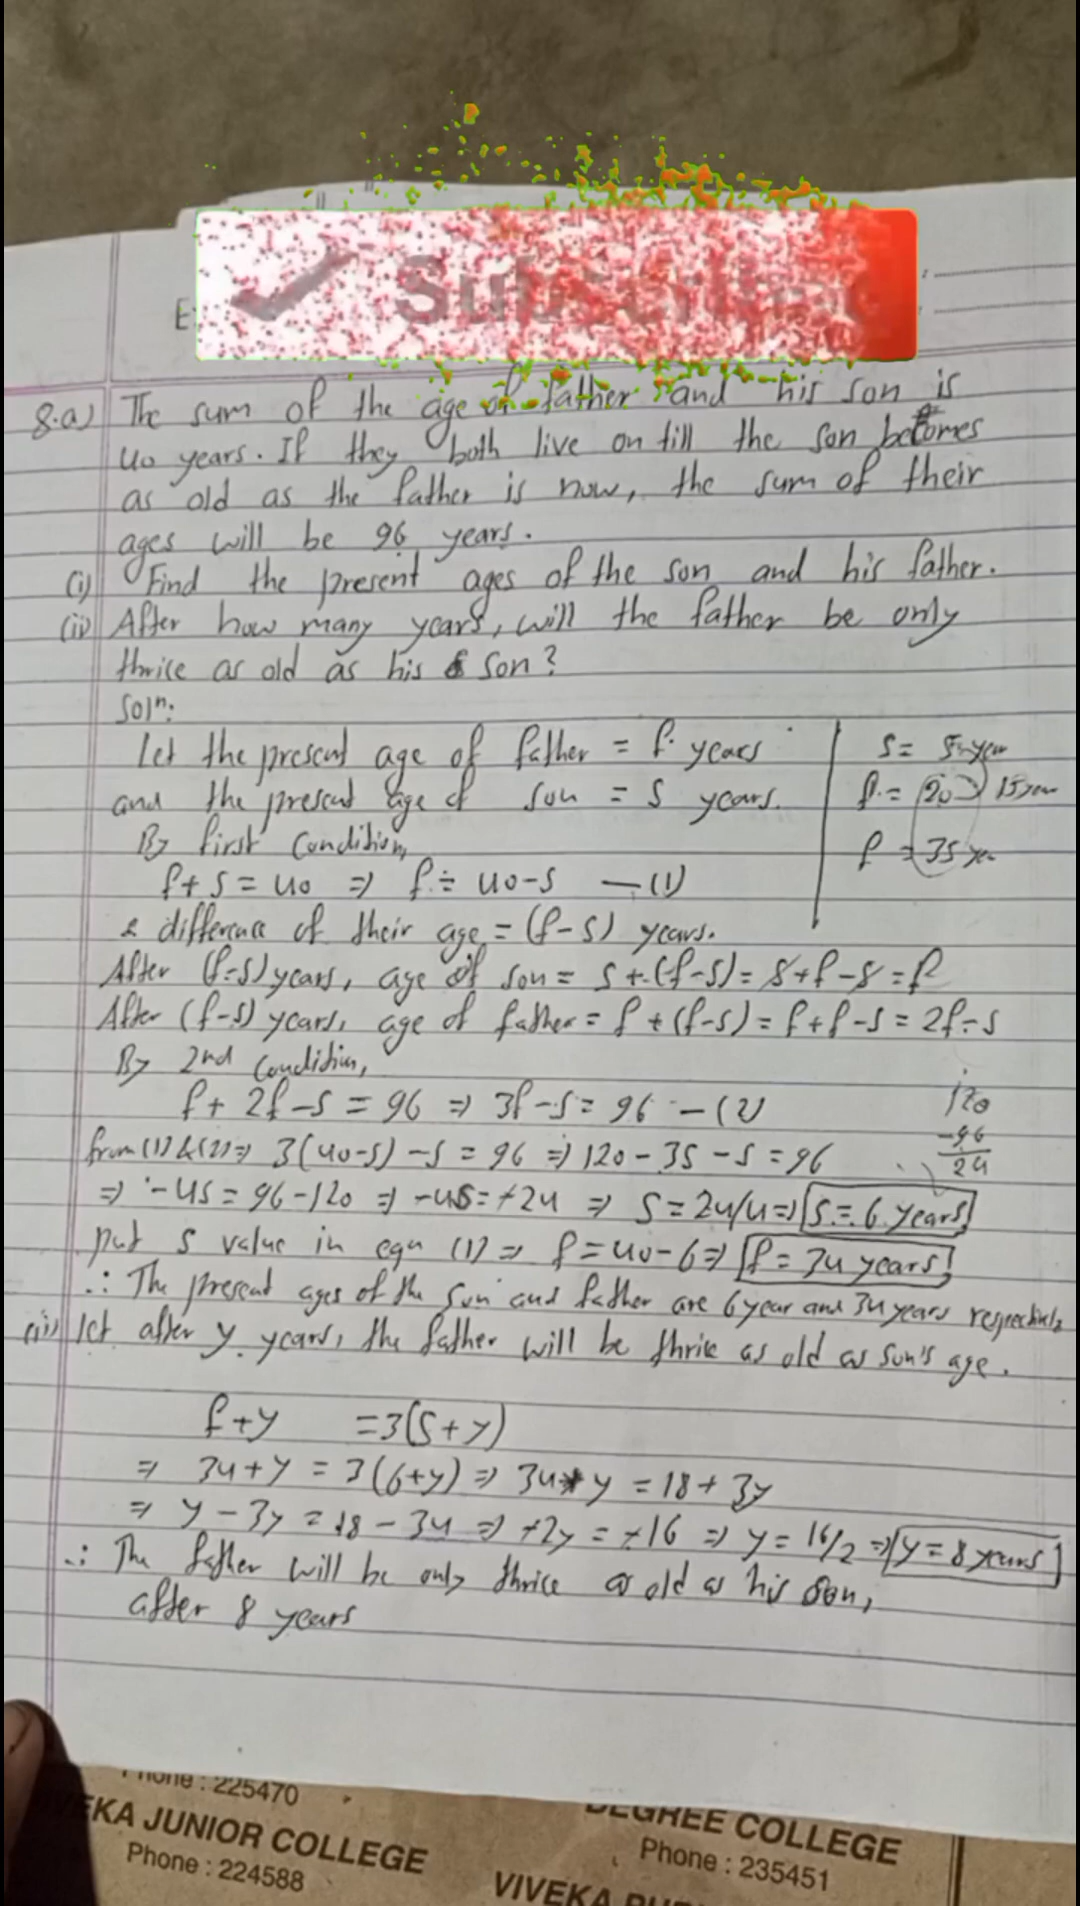 Subscribe
8.a) The sum of the age of father and his son is
40 years. If they both live on till the son becomes
as old as the father is now, the sum of their
ages will be 96 years.
(i) Find the present ages of the son and his father.
(ii) After how many years, will the father be only
thrice as old as his son?
Solⁿ:
Let the present age of father = f years
and the present age of son = s years.
S = 5 year
f = 20 15 year
f = 35
By first Condition,
f + s = 40 ⇒ f = 40-s —(1)
& difference of their age = (f-s) years.
After (f-s) years, age of son = s+(f-s) = s+f-s = f
After (f-s) years, age of father = f+(f-s) = f+f-s = 2f-s
By 2nd Condition,
f + 2f-s = 96 ⇒ 3f-s = 96 —(2)
120
-96
24
from (1) & (2) ⇒ 3(40-s) -s = 96 ⇒ 120-3s-s = 96
⇒ -4s = 96-120 ⇒ -4s = -24 ⇒ s = 24/4 ⇒ s = 6 years
put s value in eqn (1) ⇒ f = 40-6 ⇒ f = 34 years
∴ The present ages of the son and father are 6 year and 34 years respectively
(ii) let after y years, the father will be thrice as old as son's age.
f+y = 3(s+y)
⇒ 34+y = 3(6+y) ⇒ 34+y = 18+3y
⇒ y-3y = 18-34 ⇒ -2y = -16 ⇒ y = 16/2 ⇒ y = 8 years
∴ The father will be only thrice as old as his son,
after 8 years
Phone : 225470
EKA JUNIOR COLLEGE
Phone : 224588
DEGREE COLLEGE
Phone : 235451
VIVEKA